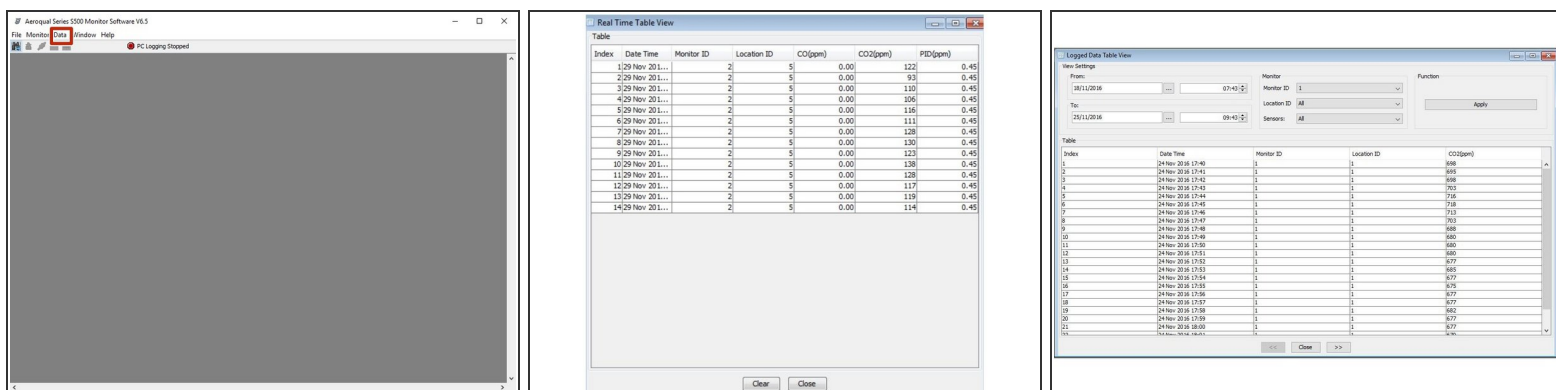 Aeroqual Series S500 Monitor Software V6.5
File Monitor Data Window Help
PC Logging Stopped
Real Time Table View
Table
Index Date Time Monitor ID Location ID CO(ppm) CO2(ppm) PID(ppm)
1 29 Nov 201... 2 5 0.00 122 0.45
2 29 Nov 201... 2 5 0.00 93 0.45
3 29 Nov 201... 2 5 0.00 110 0.45
4 29 Nov 201... 2 5 0.00 106 0.45
5 29 Nov 201... 2 5 0.00 116 0.45
6 29 Nov 201... 2 5 0.00 111 0.45
7 29 Nov 201... 2 5 0.00 128 0.45
8 29 Nov 201... 2 5 0.00 130 0.45
9 29 Nov 201... 2 5 0.00 123 0.45
10 29 Nov 201... 2 5 0.00 138 0.45
11 29 Nov 201... 2 5 0.00 128 0.45
12 29 Nov 201... 2 5 0.00 117 0.45
13 29 Nov 201... 2 5 0.00 119 0.45
14 29 Nov 201... 2 5 0.00 114 0.45
Clear Close
Logged Data Table View
View Settings
From: Monitor Function
18/11/2016 ... 07:43 Monitor ID 1
To: Location ID All Apply
25/11/2016 ... 09:43 Sensors: All
Table
Index Date Time Monitor ID Location ID CO2(ppm)
1 24 Nov 2016 17:40 1 1 698
2 24 Nov 2016 17:41 1 1 695
3 24 Nov 2016 17:42 1 1 698
4 24 Nov 2016 17:43 1 1 703
5 24 Nov 2016 17:44 1 1 716
6 24 Nov 2016 17:45 1 1 718
7 24 Nov 2016 17:46 1 1 713
8 24 Nov 2016 17:47 1 1 703
9 24 Nov 2016 17:48 1 1 688
10 24 Nov 2016 17:49 1 1 680
11 24 Nov 2016 17:50 1 1 680
12 24 Nov 2016 17:51 1 1 680
13 24 Nov 2016 17:52 1 1 677
14 24 Nov 2016 17:53 1 1 685
15 24 Nov 2016 17:54 1 1 677
16 24 Nov 2016 17:55 1 1 675
17 24 Nov 2016 17:56 1 1 677
18 24 Nov 2016 17:57 1 1 677
19 24 Nov 2016 17:58 1 1 682
20 24 Nov 2016 17:59 1 1 677
21 24 Nov 2016 18:00 1 1 677
<< Close >>